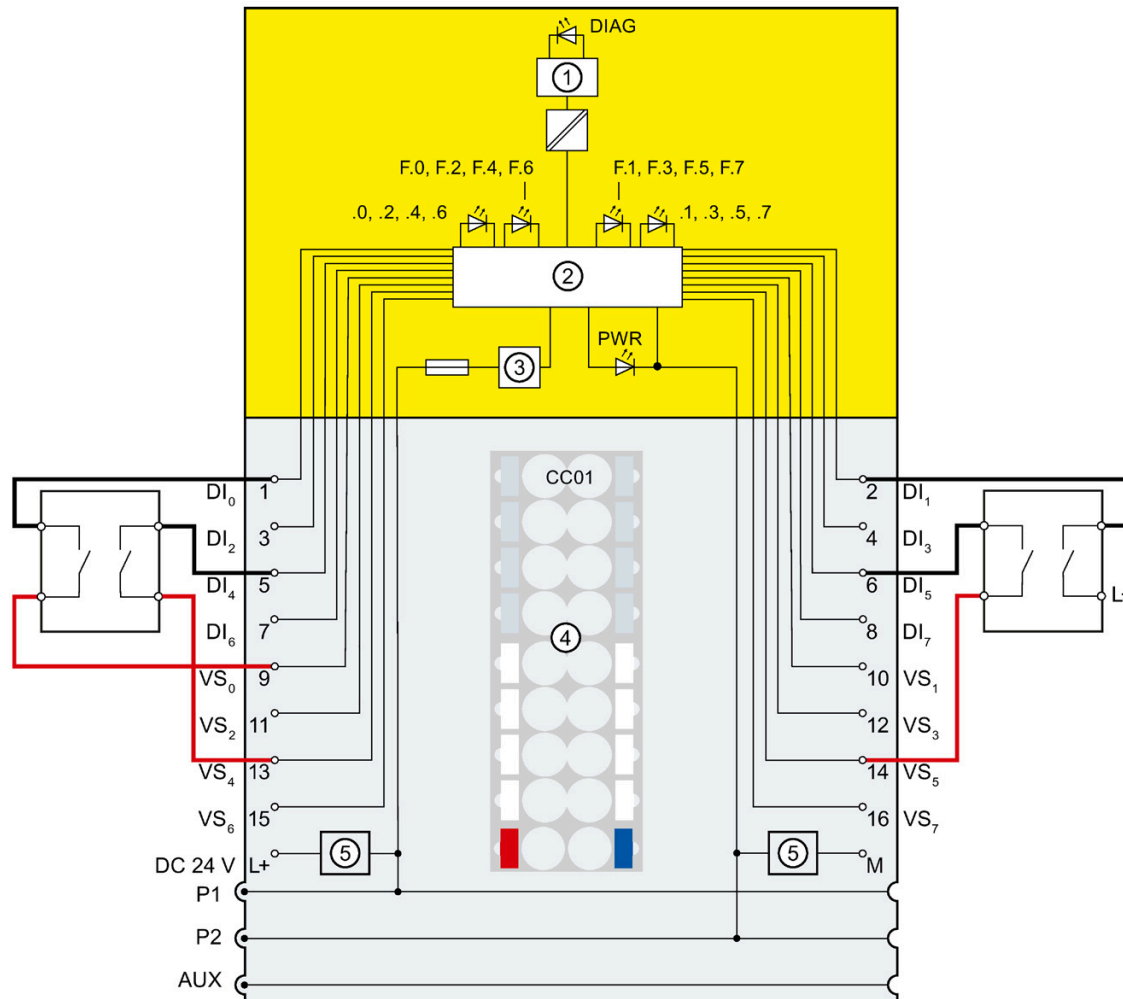 DIAG
1
F.0, F.2, F.4, F.6 F.1, F.3, F.5, F.7
.0, .2, .4, .6 .1, .3, .5, .7
2
PWR
3
CC01
DI₀ 1 2 DI₁
DI₂ 3 4 DI₃
DI₄ 5 6 DI₅
L+
DI₆ 7 8 DI₇
4
VS₀ 9 10 VS₁
VS₂ 11 12 VS₃
VS₄ 13 14 VS₅
VS₆ 15 16 VS₇
DC 24 V L+ 5 5 M
P1
P2
AUX